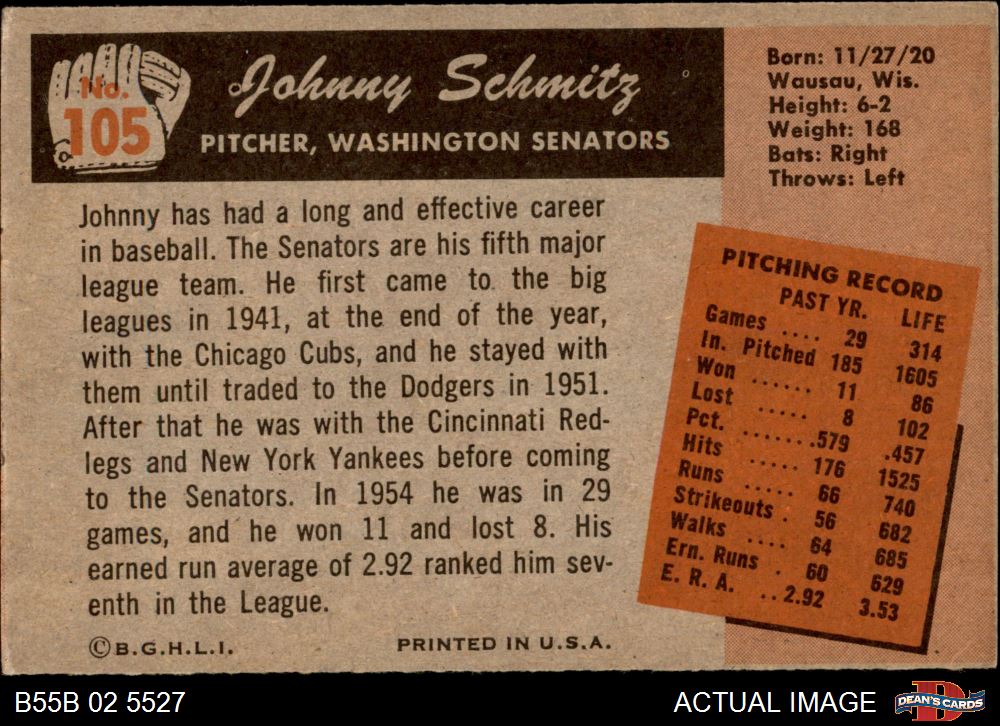 No.
105
Johnny Schmitz
PITCHER, WASHINGTON SENATORS
Born: 11/27/20
Wausau, Wis.
Height: 6-2
Weight: 168
Bats: Right
Throws: Left
Johnny has had a long and effective career
in baseball. The Senators are his fifth major
league team. He first came to the big
leagues in 1941, at the end of the year,
with the Chicago Cubs, and he stayed with
them until traded to the Dodgers in 1951.
After that he was with the Cincinnati Red-
legs and New York Yankees before coming
to the Senators. In 1954 he was in 29
games, and he won 11 and lost 8. His
earned run average of 2.92 ranked him sev-
enth in the League.
PITCHING RECORD
PAST YR. LIFE
Games .... 29 314
In. Pitched 185 1605
Won ...... 11 86
Lost ..... 8 102
Pct. .......579 .457
Hits ..... 176 1525
Runs ..... 66 740
Strikeouts . 56 682
Walks .... 64 685
Ern. Runs . 60 629
E. R. A. ..2.92 3.53
©B.G.H.L.I.
PRINTED IN U.S.A.
B55B 02 5527
ACTUAL IMAGE
D
DEAN'S CARDS